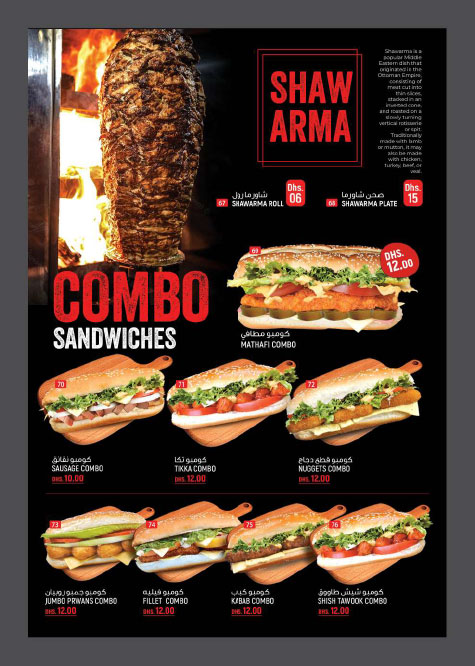 SHAW
ARMA
Shawarma is a
popular Middle
Eastern dish that
originated in the
Ottoman Empire,
consisting of
meat cut into
thin slices,
stacked in an
inverted cone,
and roasted on a
slowly turning
vertical rotisserie
or spit.
Traditionally
made with lamb
or mutton, it may
also be made
with chicken,
turkey, beef, or
veal.
شاورما رول
67 SHAWARMA ROLL
Dhs.
06
صحن شاورما
68 SHAWARMA PLATE
Dhs.
15
COMBO
SANDWICHES
69
DHS.
12.00
كومبو مطافي
MATHAFI COMBO
70
كومبو نقانق
SAUSAGE COMBO
DHS. 10.00
71
كومبو تكا
TIKKA COMBO
DHS. 12.00
72
كومبو قطع دجاج
NUGGETS COMBO
DHS. 12.00
73
كومبو جمبو روبيان
JUMBO PRWANS COMBO
DHS. 12.00
74
كومبو فيليه
FILLET COMBO
DHS. 12.00
75
كومبو كباب
KABAB COMBO
DHS. 12.00
76
كومبو شيش طاووق
SHISH TAWOOK COMBO
DHS. 12.00